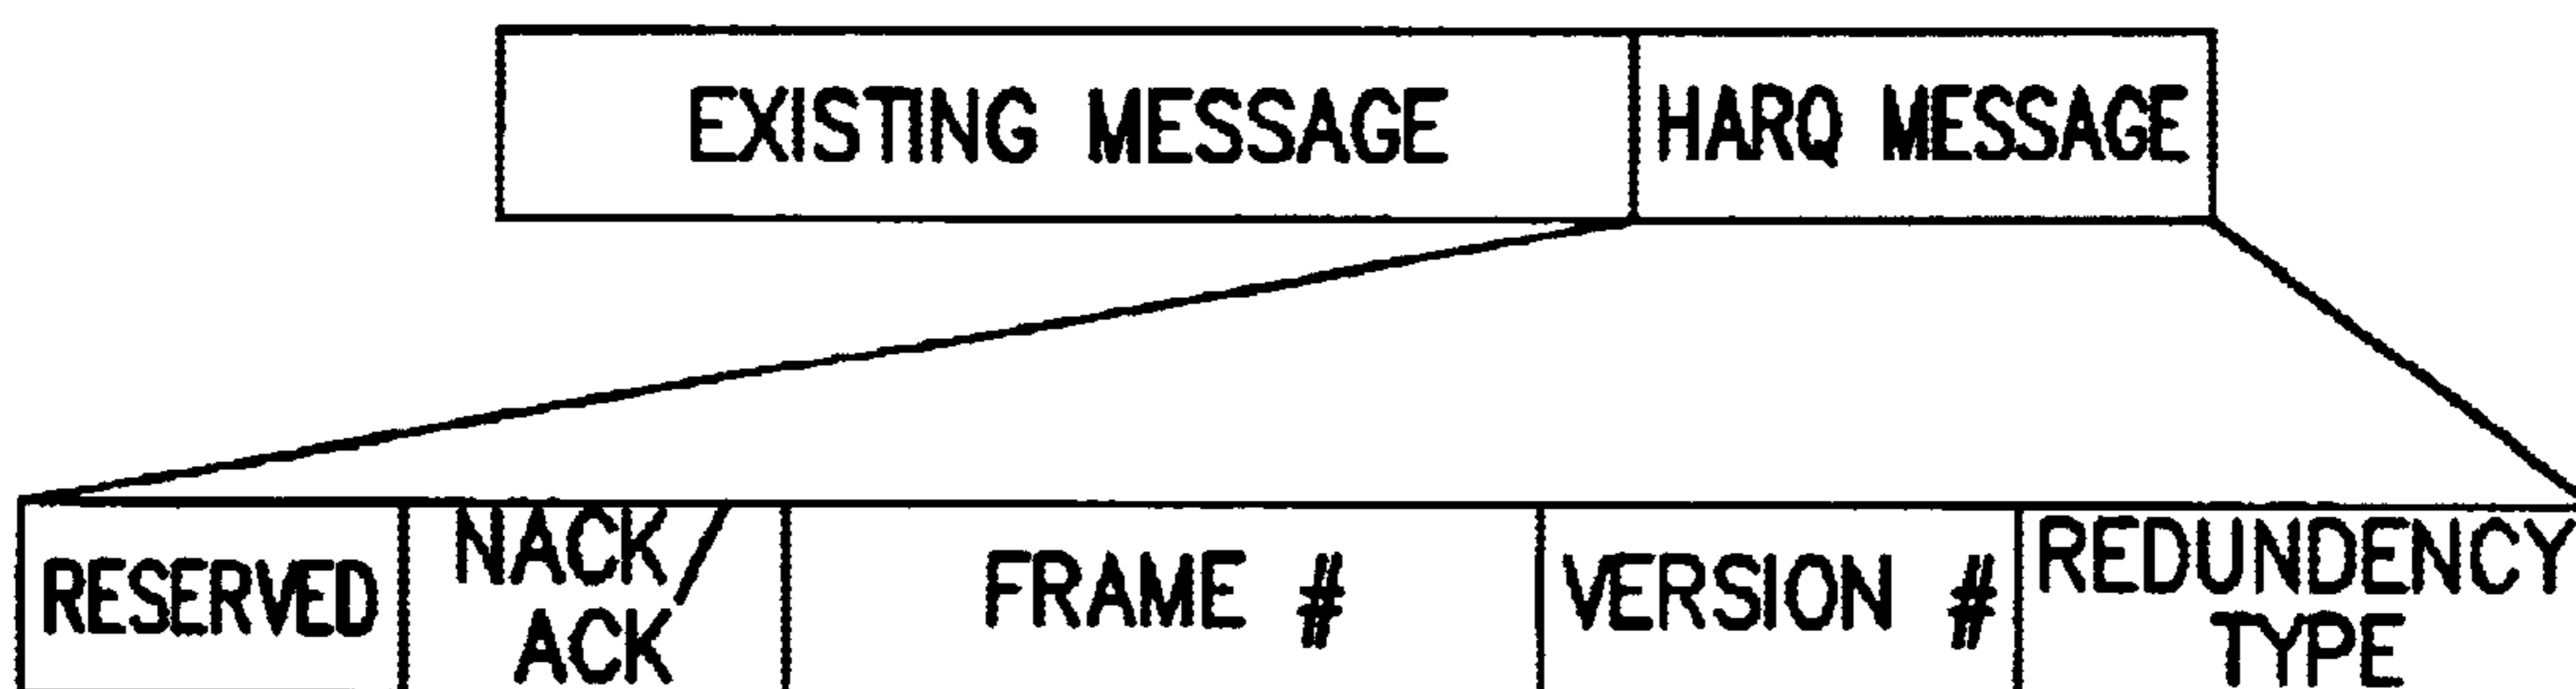 EXISTING MESSAGE
HARQ MESSAGE
RESERVED
NACK/
ACK
FRAME #
VERSION #
REDUNDENCY
TYPE